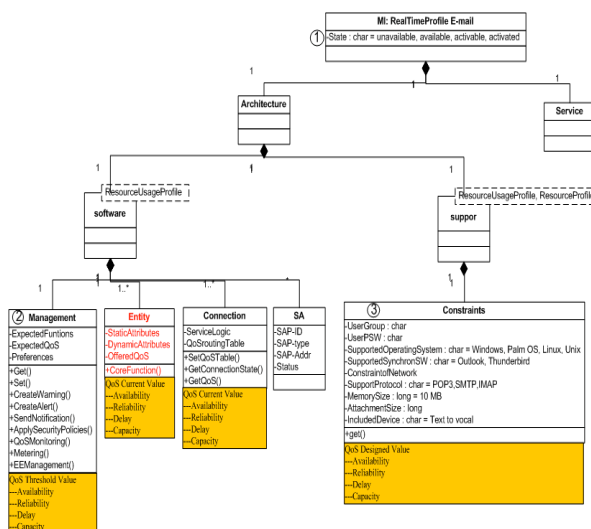 MI: RealTimeProfile E-mail
1
-State : char = unavailable, available, activable, activated
1
1
1
Architecture
Service
1
1
1
ResourceUsageProfile
software
ResourceUsageProfile, ResourceProfile
suppor
1
1
1..*
1..*
*
1
1
2
Management
-ExpectedFuntions
-ExpectedQoS
-Preferences
+Get()
+Set()
+CreateWarning()
+CreateAlert()
+SendNotification()
+ApplySecurityPolicies()
+QoSMonitoring()
+Metering()
+EEManagement()
QoS Threshold Value
---Availability
---Reliability
---Delay
---Capacity
Entity
-StaticAttributes
-DynamicAttributes
-OfferedQoS
+CoreFunction()
QoS Current Value
---Availability
---Reliability
---Delay
---Capacity
Connection
-ServiceLogic
-QoSroutingTable
+SetQoSTable()
+GetConnectionState()
+GetQoS()
QoS Current Value
---Availability
---Reliability
---Delay
---Capacity
SA
-SAP-ID
-SAP-type
-SAP-Addr
-Status
3
Constraints
-UserGroup : char
-UserPSW : char
-SupportedOperatingSystem : char = Windows, Palm OS, Linux, Unix
-SupportedSynchronSW : char = Outlook, Thunderbird
-ConstraintofNetwork
-SupportProtocol : char = POP3,SMTP,IMAP
-MemorySize : long = 10 MB
-AttachmentSize : long
-IncludedDevice : char = Text to vocal
+get()
QoS Designed Value
---Availability
---Reliability
---Delay
---Capacity